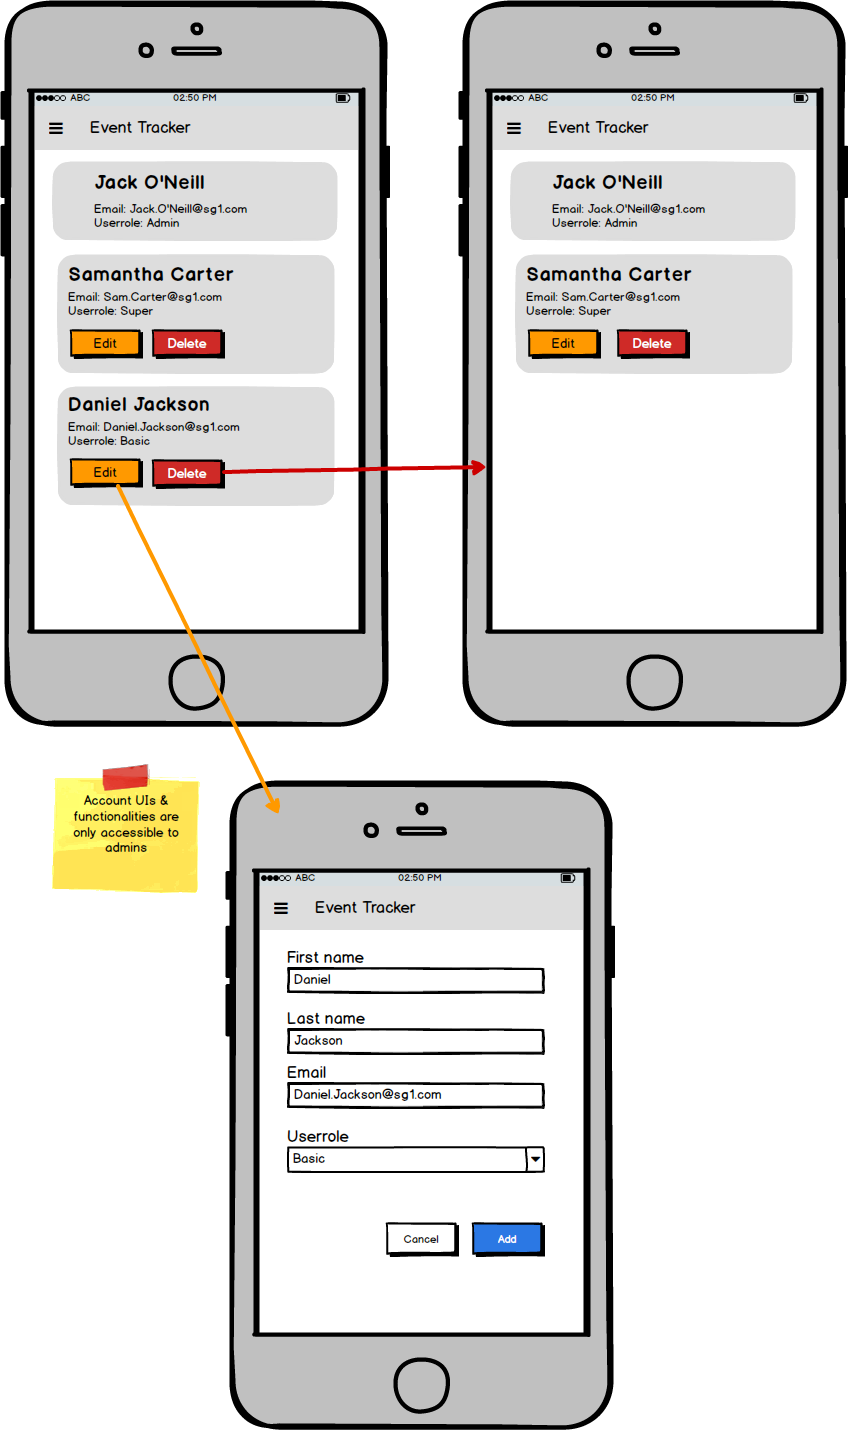 ABC 02:50 PM
Event Tracker
Jack O'Neill
Email: Jack.O'Neill@sg1.com
Userrole: Admin
Samantha Carter
Email: Sam.Carter@sg1.com
Userrole: Super
Edit Delete
Daniel Jackson
Email: Daniel.Jackson@sg1.com
Userrole: Basic
Edit Delete
ABC 02:50 PM
Event Tracker
Jack O'Neill
Email: Jack.O'Neill@sg1.com
Userrole: Admin
Samantha Carter
Email: Sam.Carter@sg1.com
Userrole: Super
Edit Delete
Account UIs &
functionalities are
only accessible to
admins
ABC 02:50 PM
Event Tracker
First name
Daniel
Last name
Jackson
Email
Daniel.Jackson@sg1.com
Userrole
Basic
Cancel Add